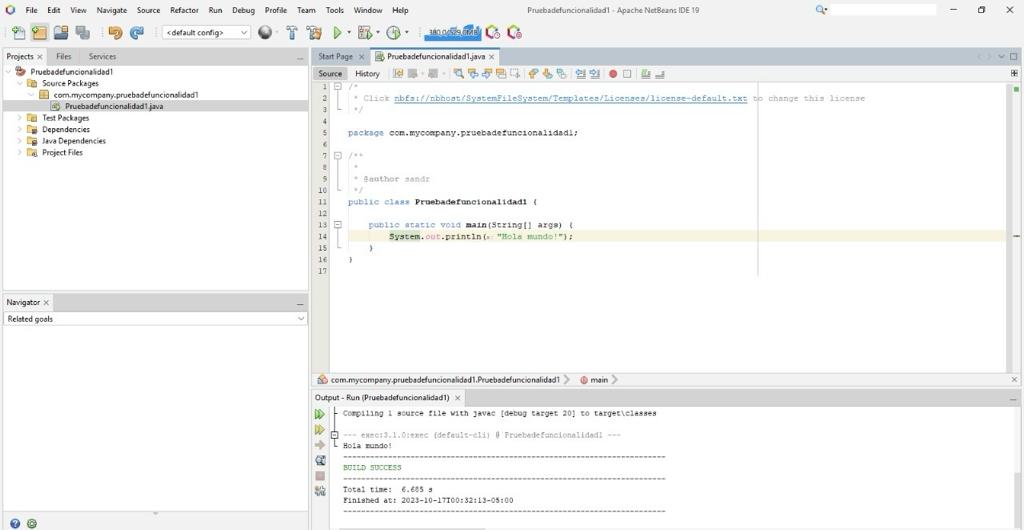 File Edit View Navigate Source Refactor Run Debug Profile Team Tools Window Help
Pruebadefuncionalidad1 - Apache NetBeans IDE 19
<default config>
Projects Files Services
Pruebadefuncionalidad1
Source Packages
com.mycompany.pruebadefuncionalidad1
Pruebadefuncionalidad1.java
Test Packages
Dependencies
Java Dependencies
Project Files
Navigator
Related goals
Start Page Pruebadefuncionalidad1.java
Source History
1 /*
2 * Click nbfs://nbhost/SystemFileSystem/Templates/Licenses/license-default.txt to change this license
3 */
4
5 package com.mycompany.pruebadefuncionalidad1;
6
7 /**
8 *
9 * @author sandr
10 */
11 public class Pruebadefuncionalidad1 {
12
13 public static void main(String[] args) {
14 System.out.println(x: "Hola mundo!");
15 }
16 }
17
com.mycompany.pruebadefuncionalidad1.Pruebadefuncionalidad1 main
Output - Run (Pruebadefuncionalidad1)
Compiling 1 source file with javac [debug target 20] to target\classes
--- exec:3.1.0:exec (default-cli) @ Pruebadefuncionalidad1 ---
Hola mundo!
------------------------------------------------------------------------
BUILD SUCCESS
------------------------------------------------------------------------
Total time: 6.685 s
Finished at: 2023-10-17T00:32:13-05:00
------------------------------------------------------------------------